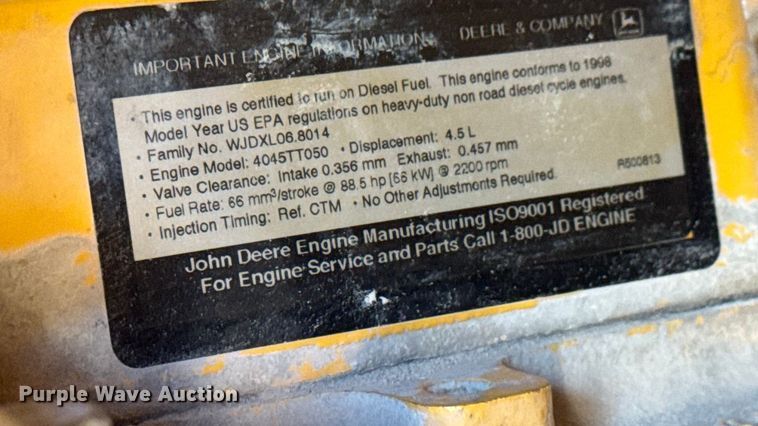 IMPORTANT ENGINE INFORMATION DEERE & COMPANY
• This engine is certified to run on Diesel Fuel. This engine conforms to 1998
Model Year US EPA regulations on heavy-duty non road diesel cycle engines.
• Family No. WJDXL06.8014
• Engine Model: 4045TT050 • Displacement: 4.5 L
• Valve Clearance: Intake 0.356 mm Exhaust: 0.457 mm
• Fuel Rate: 66 mm³/stroke @ 88.5 hp [66 kW] @ 2200 rpm
• Injection Timing: Ref. CTM • No Other Adjustments Required. R500813
John Deere Engine Manufacturing ISO9001 Registered
For Engine Service and Parts Call 1-800-JD ENGINE
Purple Wave Auction